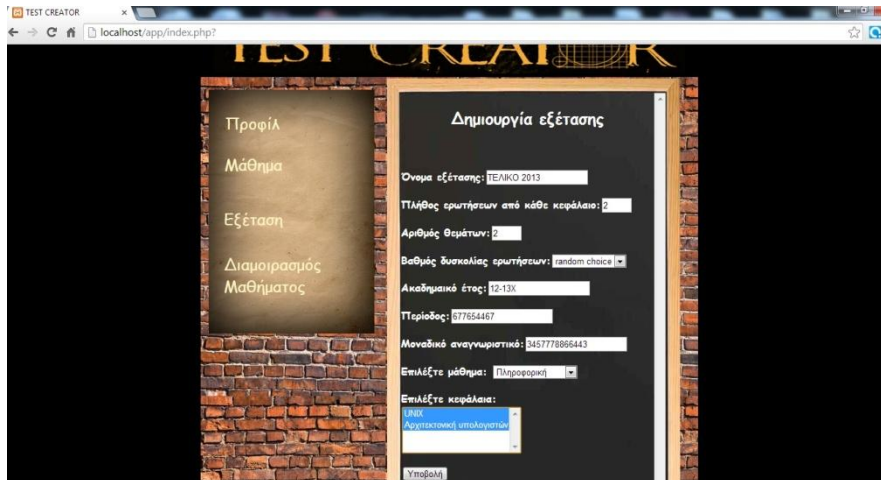 TEST CREATOR
localhost/app/index.php?
TEST CREATOR
Προφίλ
Μάθημα
Εξέταση
Διαμοιρασμός
Μαθήματος
Δημιουργία εξέτασης
Όνομα εξέτασης: ΤΕΛΙΚΟ 2013
Πλήθος ερωτήσεων από κάθε κεφάλαιο: 2
Αριθμός θεμάτων: 2
Βαθμός δυσκολίας ερωτήσεων: random choice
Ακαδημαικό έτος: 12-13Χ
Περίοδος: 677654467
Μοναδικό αναγνωριστικό: 3457778866443
Επιλέξτε μάθημα: Πληροφορική
Επιλέξτε κεφάλαια:
UNIX
Αρχιτεκτονική υπολογιστών
Υποβολή